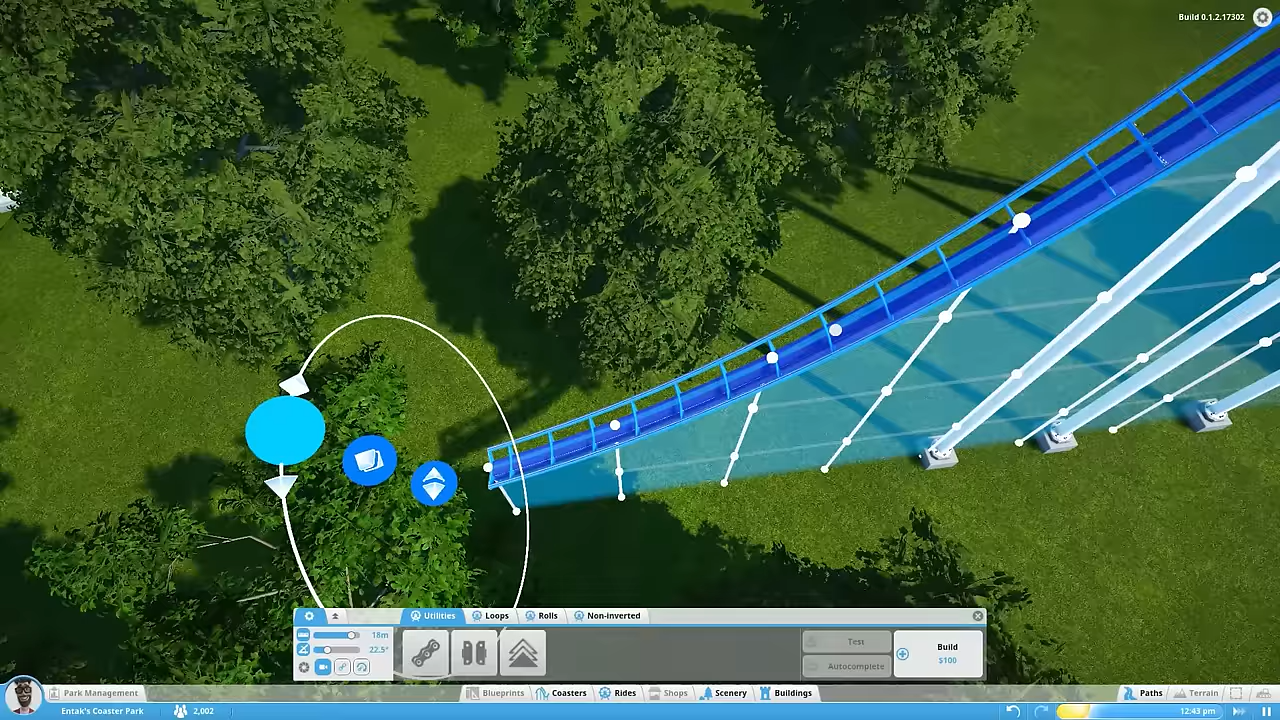 Build 0.1.2.17302
Utilities
Loops
Rolls
Non-inverted
18m
22.5°
Test
Autocomplete
Build
$100
Park Management
Blueprints
Coasters
Rides
Shops
Scenery
Buildings
Paths
Terrain
Entak's Coaster Park
2,002
12:43 pm